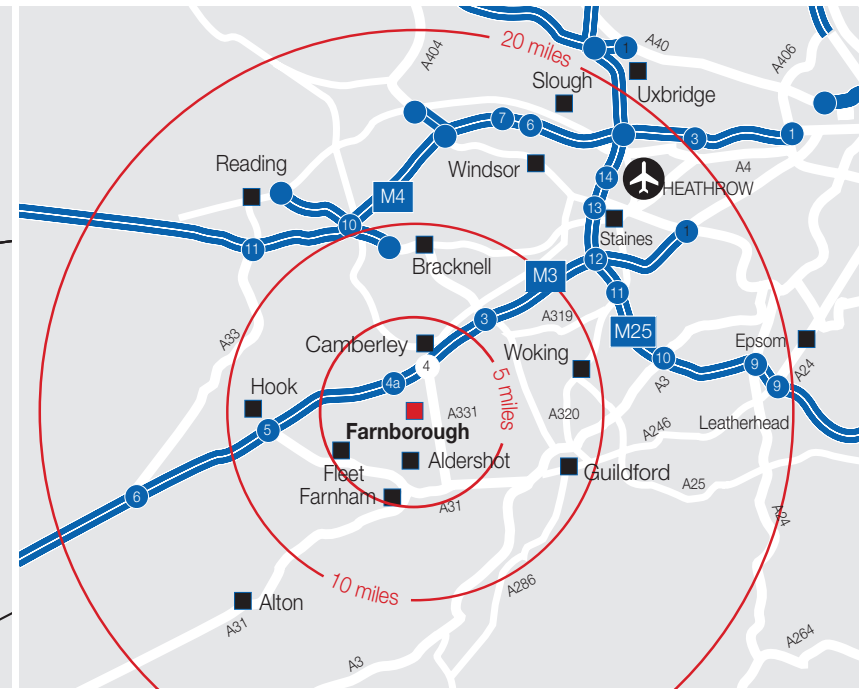 20 miles
A404
1
A40
A406
Slough
Uxbridge
7
6
3
1
A4
Reading
Windsor
14
HEATHROW
M4
13
Staines
10
11
1
Bracknell
12
M3
11
3
A319
M25
A33
Camberley
Woking
10
Epsom
4
9
A24
4a
5 miles
A3
9
Hook
A331
A320
Leatherhead
5
Farnborough
A246
Fleet
Aldershot
Guildford
A25
6
Farnham
A31
A24
10 miles
A286
Alton
A31
A264
A3